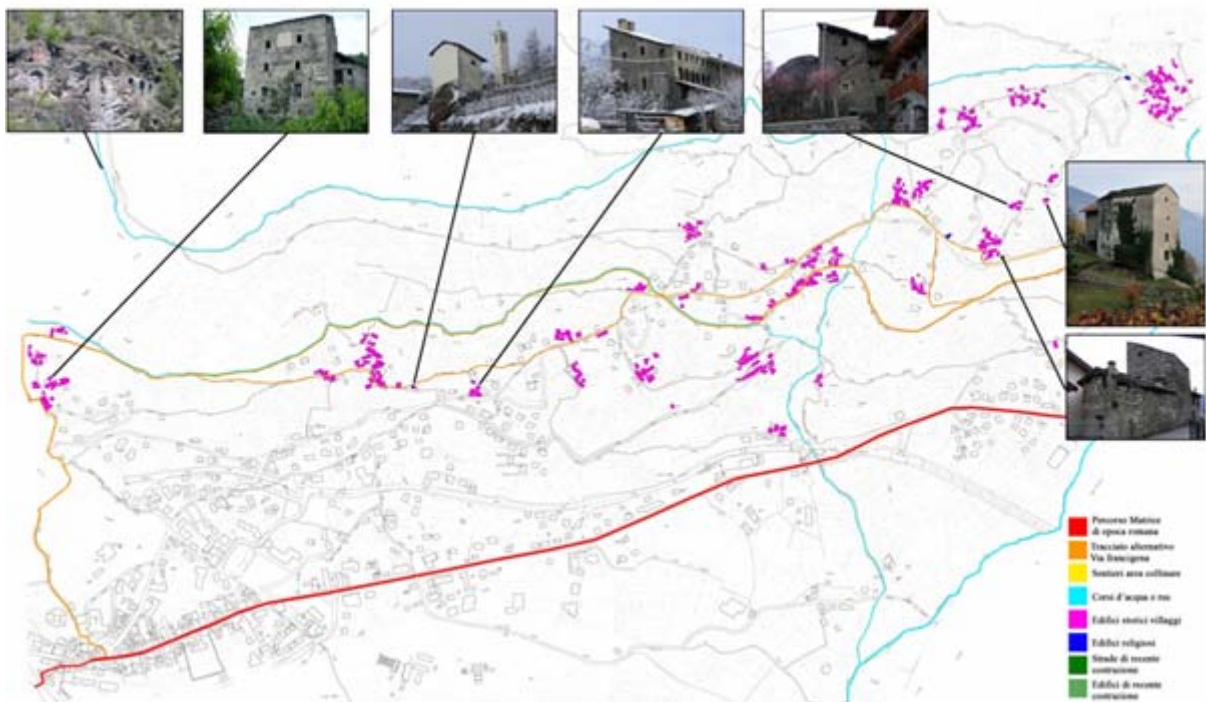 Percorso Matrice
di epoca romana
Tracciato alternativo
Via francigena
Sentieri area collinare
Corsi d'acqua e rus
Edifici storici villaggi
Edifici religiosi
Strade di recente
costruzione
Edifici di recente
costruzione